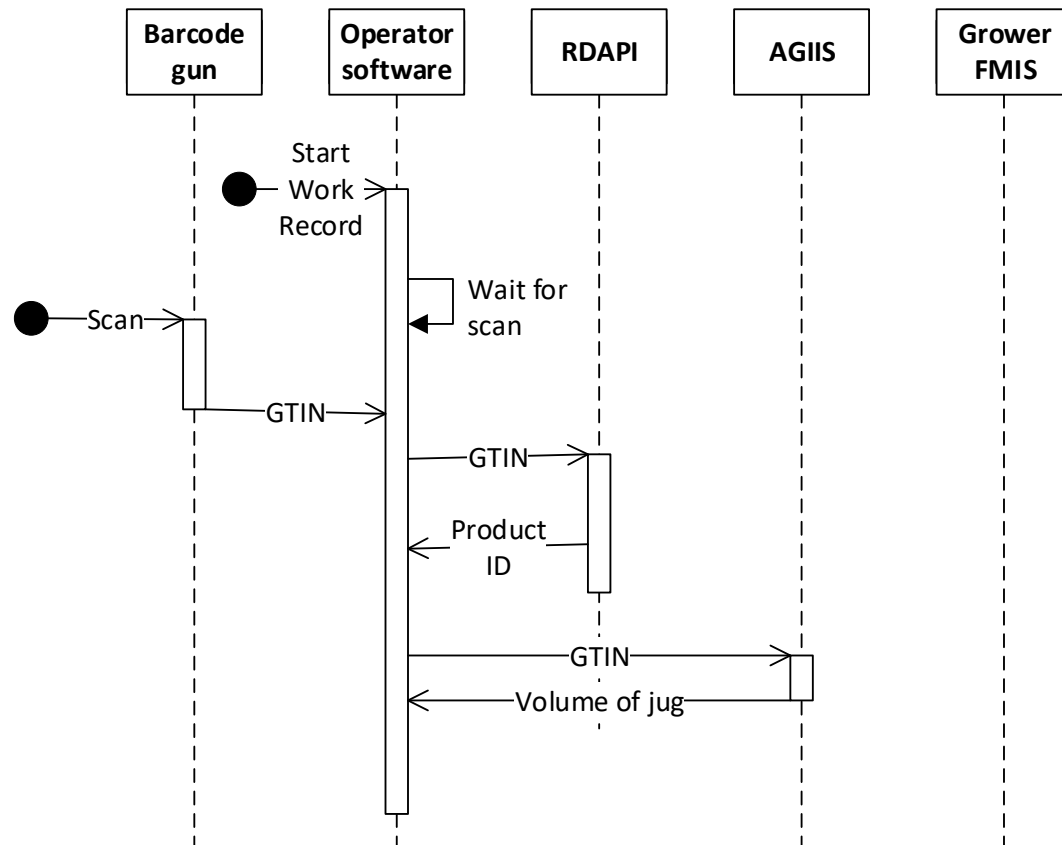 Barcode
gun
Operator
software
RDAPI
AGIIS
Grower
FMIS
Start
Work
Record
Wait for
scan
Scan
GTIN
GTIN
Product
ID
GTIN
Volume of jug